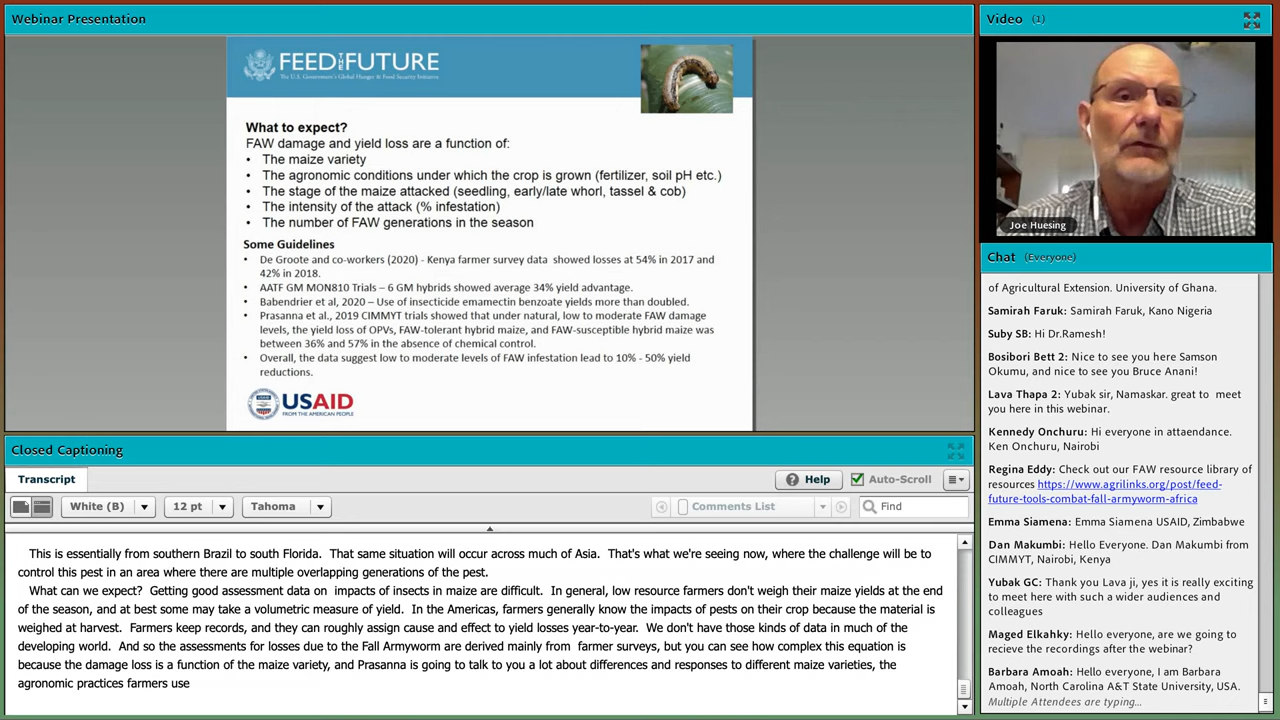 Webinar Presentation
FEED THE FUTURE
The U.S. Government's Global Hunger & Food Security Initiative
What to expect?
FAW damage and yield loss are a function of:
• The maize variety
• The agronomic conditions under which the crop is grown (fertilizer, soil pH etc.)
• The stage of the maize attacked (seedling, early/late whorl, tassel & cob)
• The intensity of the attack (% infestation)
• The number of FAW generations in the season
Some Guidelines
• De Groote and co-workers (2020) - Kenya farmer survey data showed losses at 54% in 2017 and
42% in 2018.
• AATF GM MON810 Trials – 6 GM hybrids showed average 34% yield advantage.
• Babendrier et al, 2020 – Use of insecticide emamectin benzoate yields more than doubled.
• Prasanna et al., 2019 CIMMYT trials showed that under natural, low to moderate FAW damage
levels, the yield loss of OPVs, FAW-tolerant hybrid maize, and FAW-susceptible hybrid maize was
between 36% and 57% in the absence of chemical control.
• Overall, the data suggest low to moderate levels of FAW infestation lead to 10% - 50% yield
reductions.
USAID
FROM THE AMERICAN PEOPLE
Closed Captioning
Transcript
Help
Auto-Scroll
White (B)
12 pt
Tahoma
Comments List
Find
This is essentially from southern Brazil to south Florida. That same situation will occur across much of Asia. That's what we're seeing now, where the challenge will be to
control this pest in an area where there are multiple overlapping generations of the pest.
What can we expect? Getting good assessment data on impacts of insects in maize are difficult. In general, low resource farmers don't weigh their maize yields at the end
of the season, and at best some may take a volumetric measure of yield. In the Americas, farmers generally know the impacts of pests on their crop because the material is
weighed at harvest. Farmers keep records, and they can roughly assign cause and effect to yield losses year-to-year. We don't have those kinds of data in much of the
developing world. And so the assessments for losses due to the Fall Armyworm are derived mainly from farmer surveys, but you can see how complex this equation is
because the damage loss is a function of the maize variety, and Prasanna is going to talk to you a lot about differences and responses to different maize varieties, the
agronomic practices farmers use
Video (1)
Joe Huesing
Chat (Everyone)
of Agricultural Extension. University of Ghana.
Samirah Faruk: Samirah Faruk, Kano Nigeria
Suby SB: Hi Dr.Ramesh!
Bosibori Bett 2: Nice to see you here Samson
Okumu, and nice to see you Bruce Anani!
Lava Thapa 2: Yubak sir, Namaskar. great to meet
you here in this webinar.
Kennedy Onchuru: Hi everyone in attaendance.
Ken Onchuru, Nairobi
Regina Eddy: Check out our FAW resource library of
resources https://www.agrilinks.org/post/feed-
future-tools-combat-fall-armyworm-africa
Emma Siamena: Emma Siamena USAID, Zimbabwe
Dan Makumbi: Hello Everyone. Dan Makumbi from
CIMMYT, Nairobi, Kenya
Yubak GC: Thank you Lava ji, yes it is really exciting
to meet here with such a wider audiences and
colleagues
Maged Elkahky: Hello everyone, are we going to
recieve the recordings after the webinar?
Barbara Amoah: Hello everyone, I am Barbara
Amoah, North Carolina A&T State University, USA.
Multiple Attendees are typing...